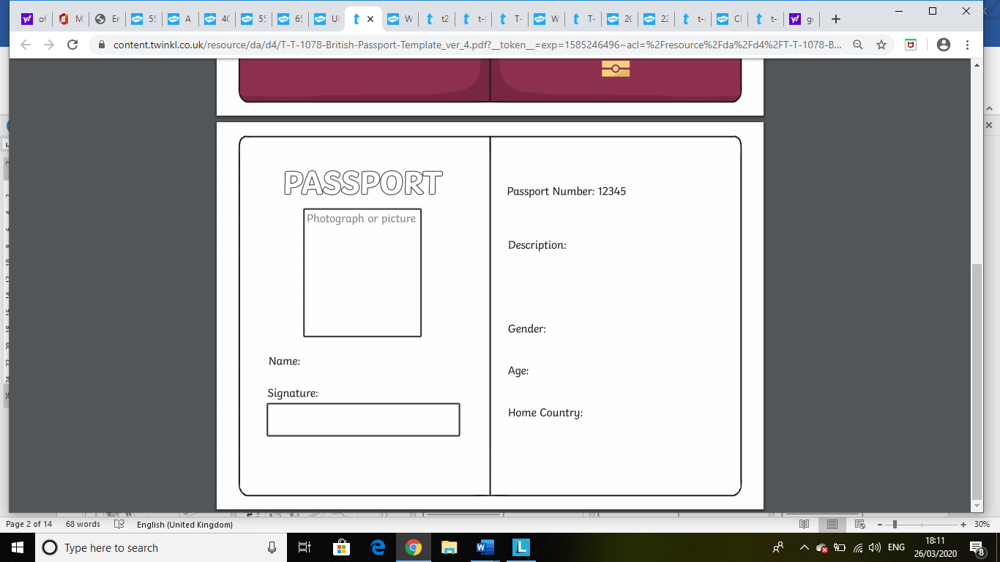 of
M
Er
55
A
40
55
65
U
W
t2
t-l
T-
W
T-
20
22
t-
Cl
t-
go
content.twinkl.co.uk/resource/da/d4/T-T-1078-British-Passport-Template_ver_4.pdf?__token__=exp=1585246496~acl=%2Fresource%2Fda%2Fd4%2FT-T-1078-B...
PASSPORT
Photograph or picture
Name:
Signature:
Passport Number: 12345
Description:
Gender:
Age:
Home Country:
Page 2 of 14 68 words English (United Kingdom) 30%
Type here to search
ENG
18:11
26/03/2020
8